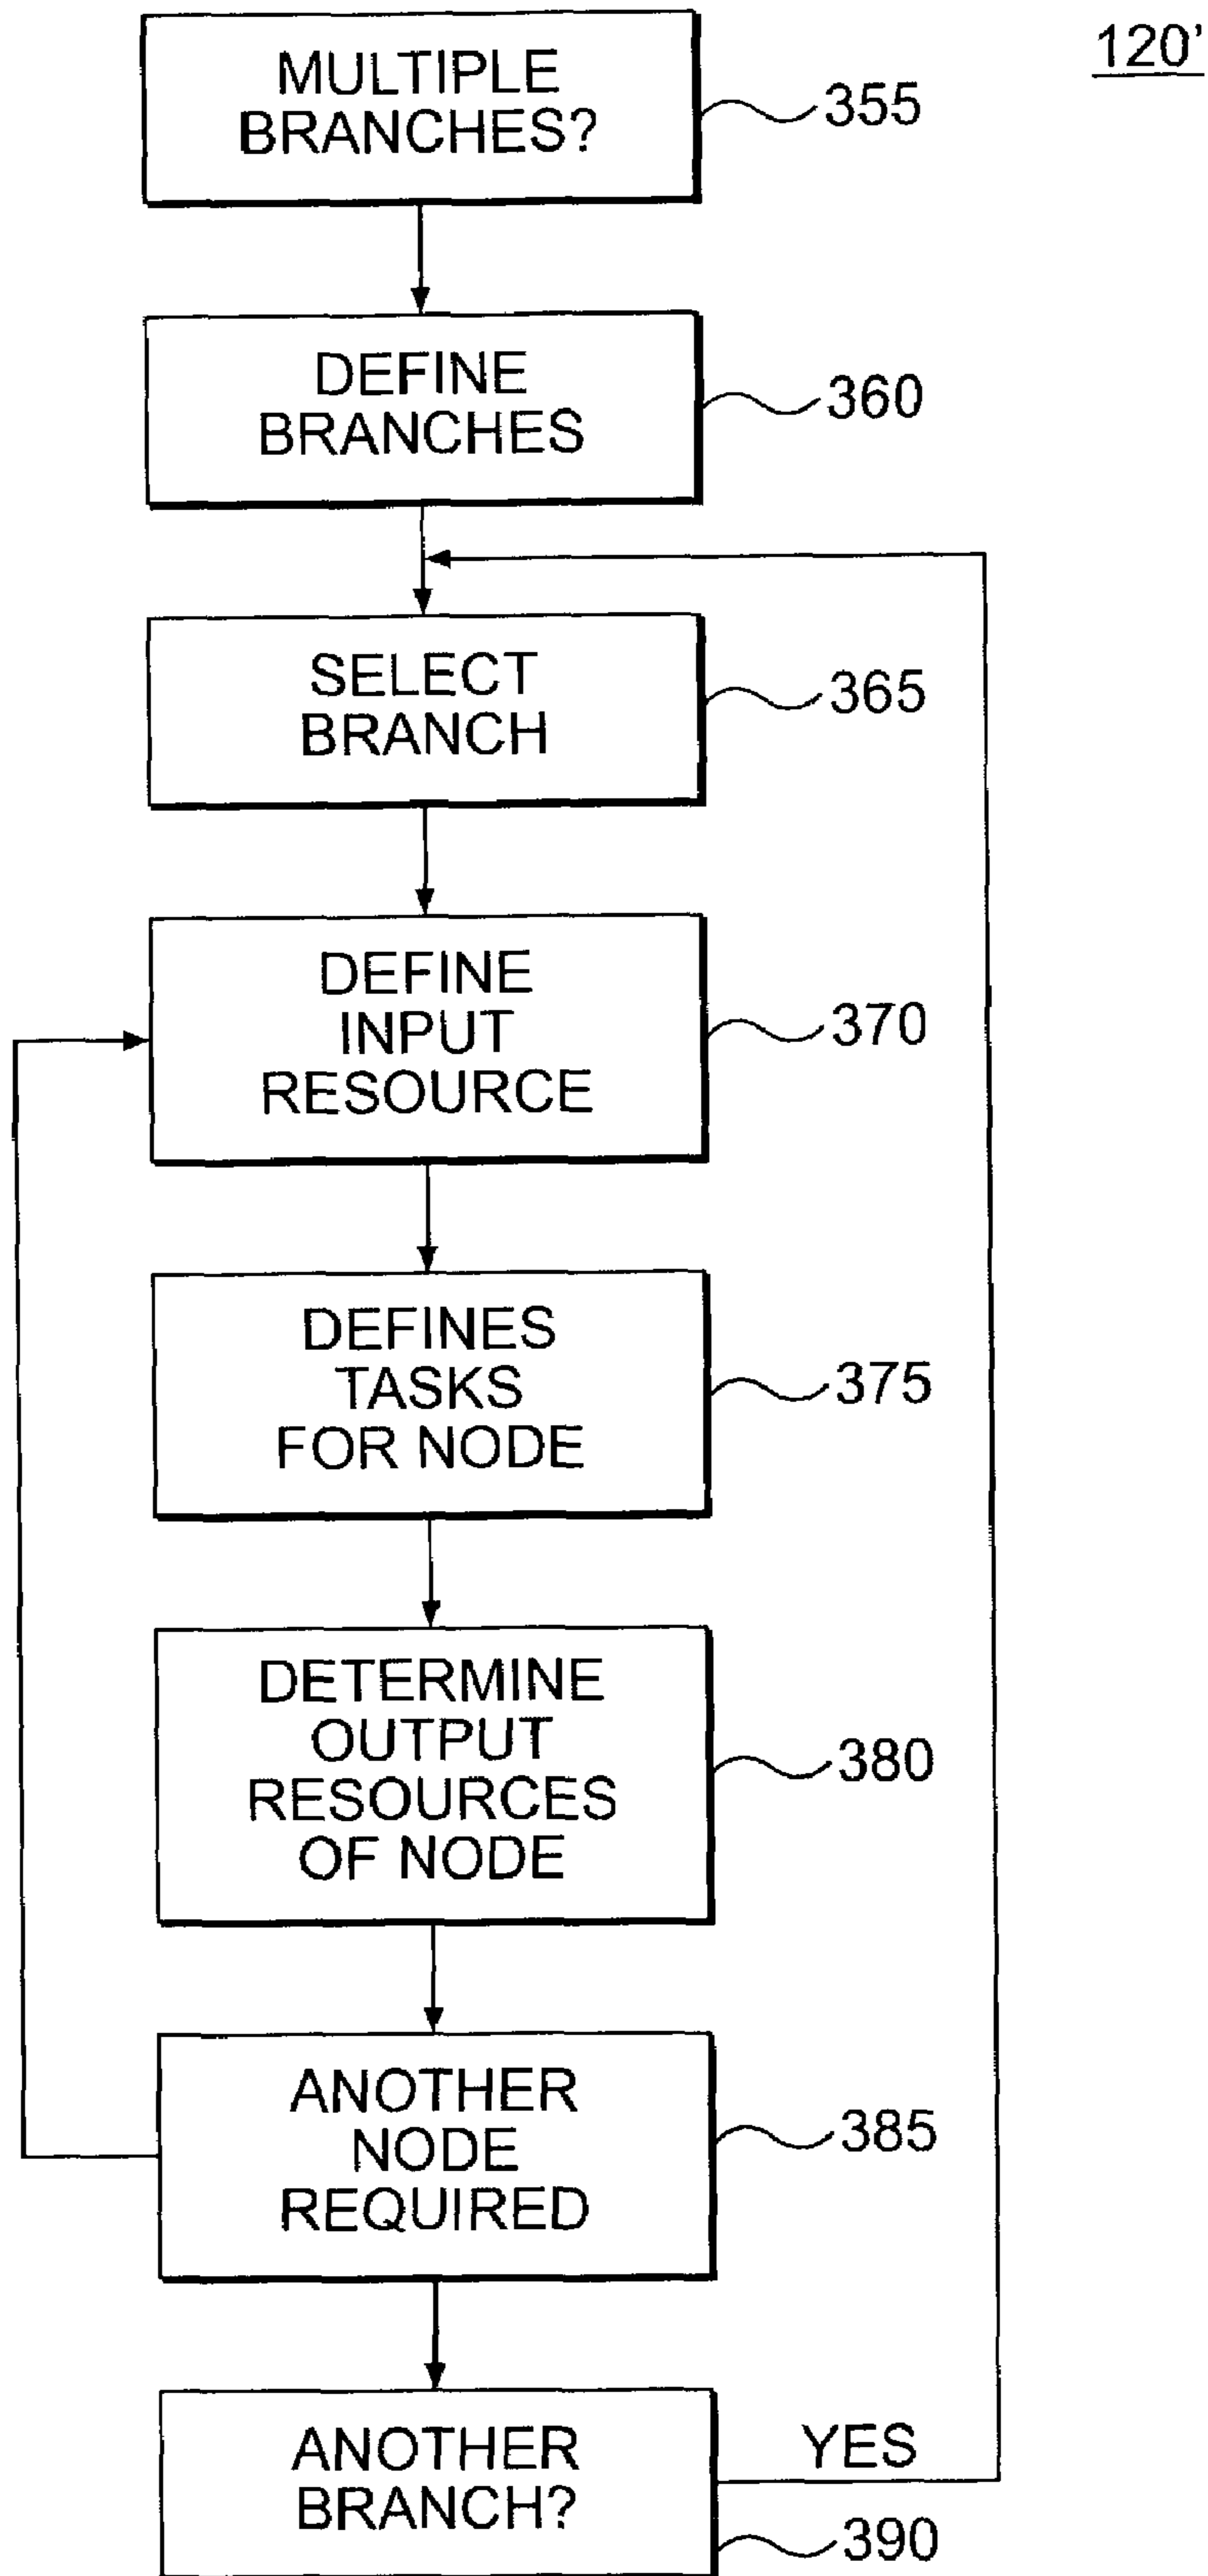 120'
MULTIPLE
BRANCHES?
355
DEFINE
BRANCHES
360
SELECT
BRANCH
365
DEFINE
INPUT
RESOURCE
370
DEFINES
TASKS
FOR NODE
375
DETERMINE
OUTPUT
RESOURCES
OF NODE
380
ANOTHER
NODE
REQUIRED
385
ANOTHER
BRANCH?
YES
390